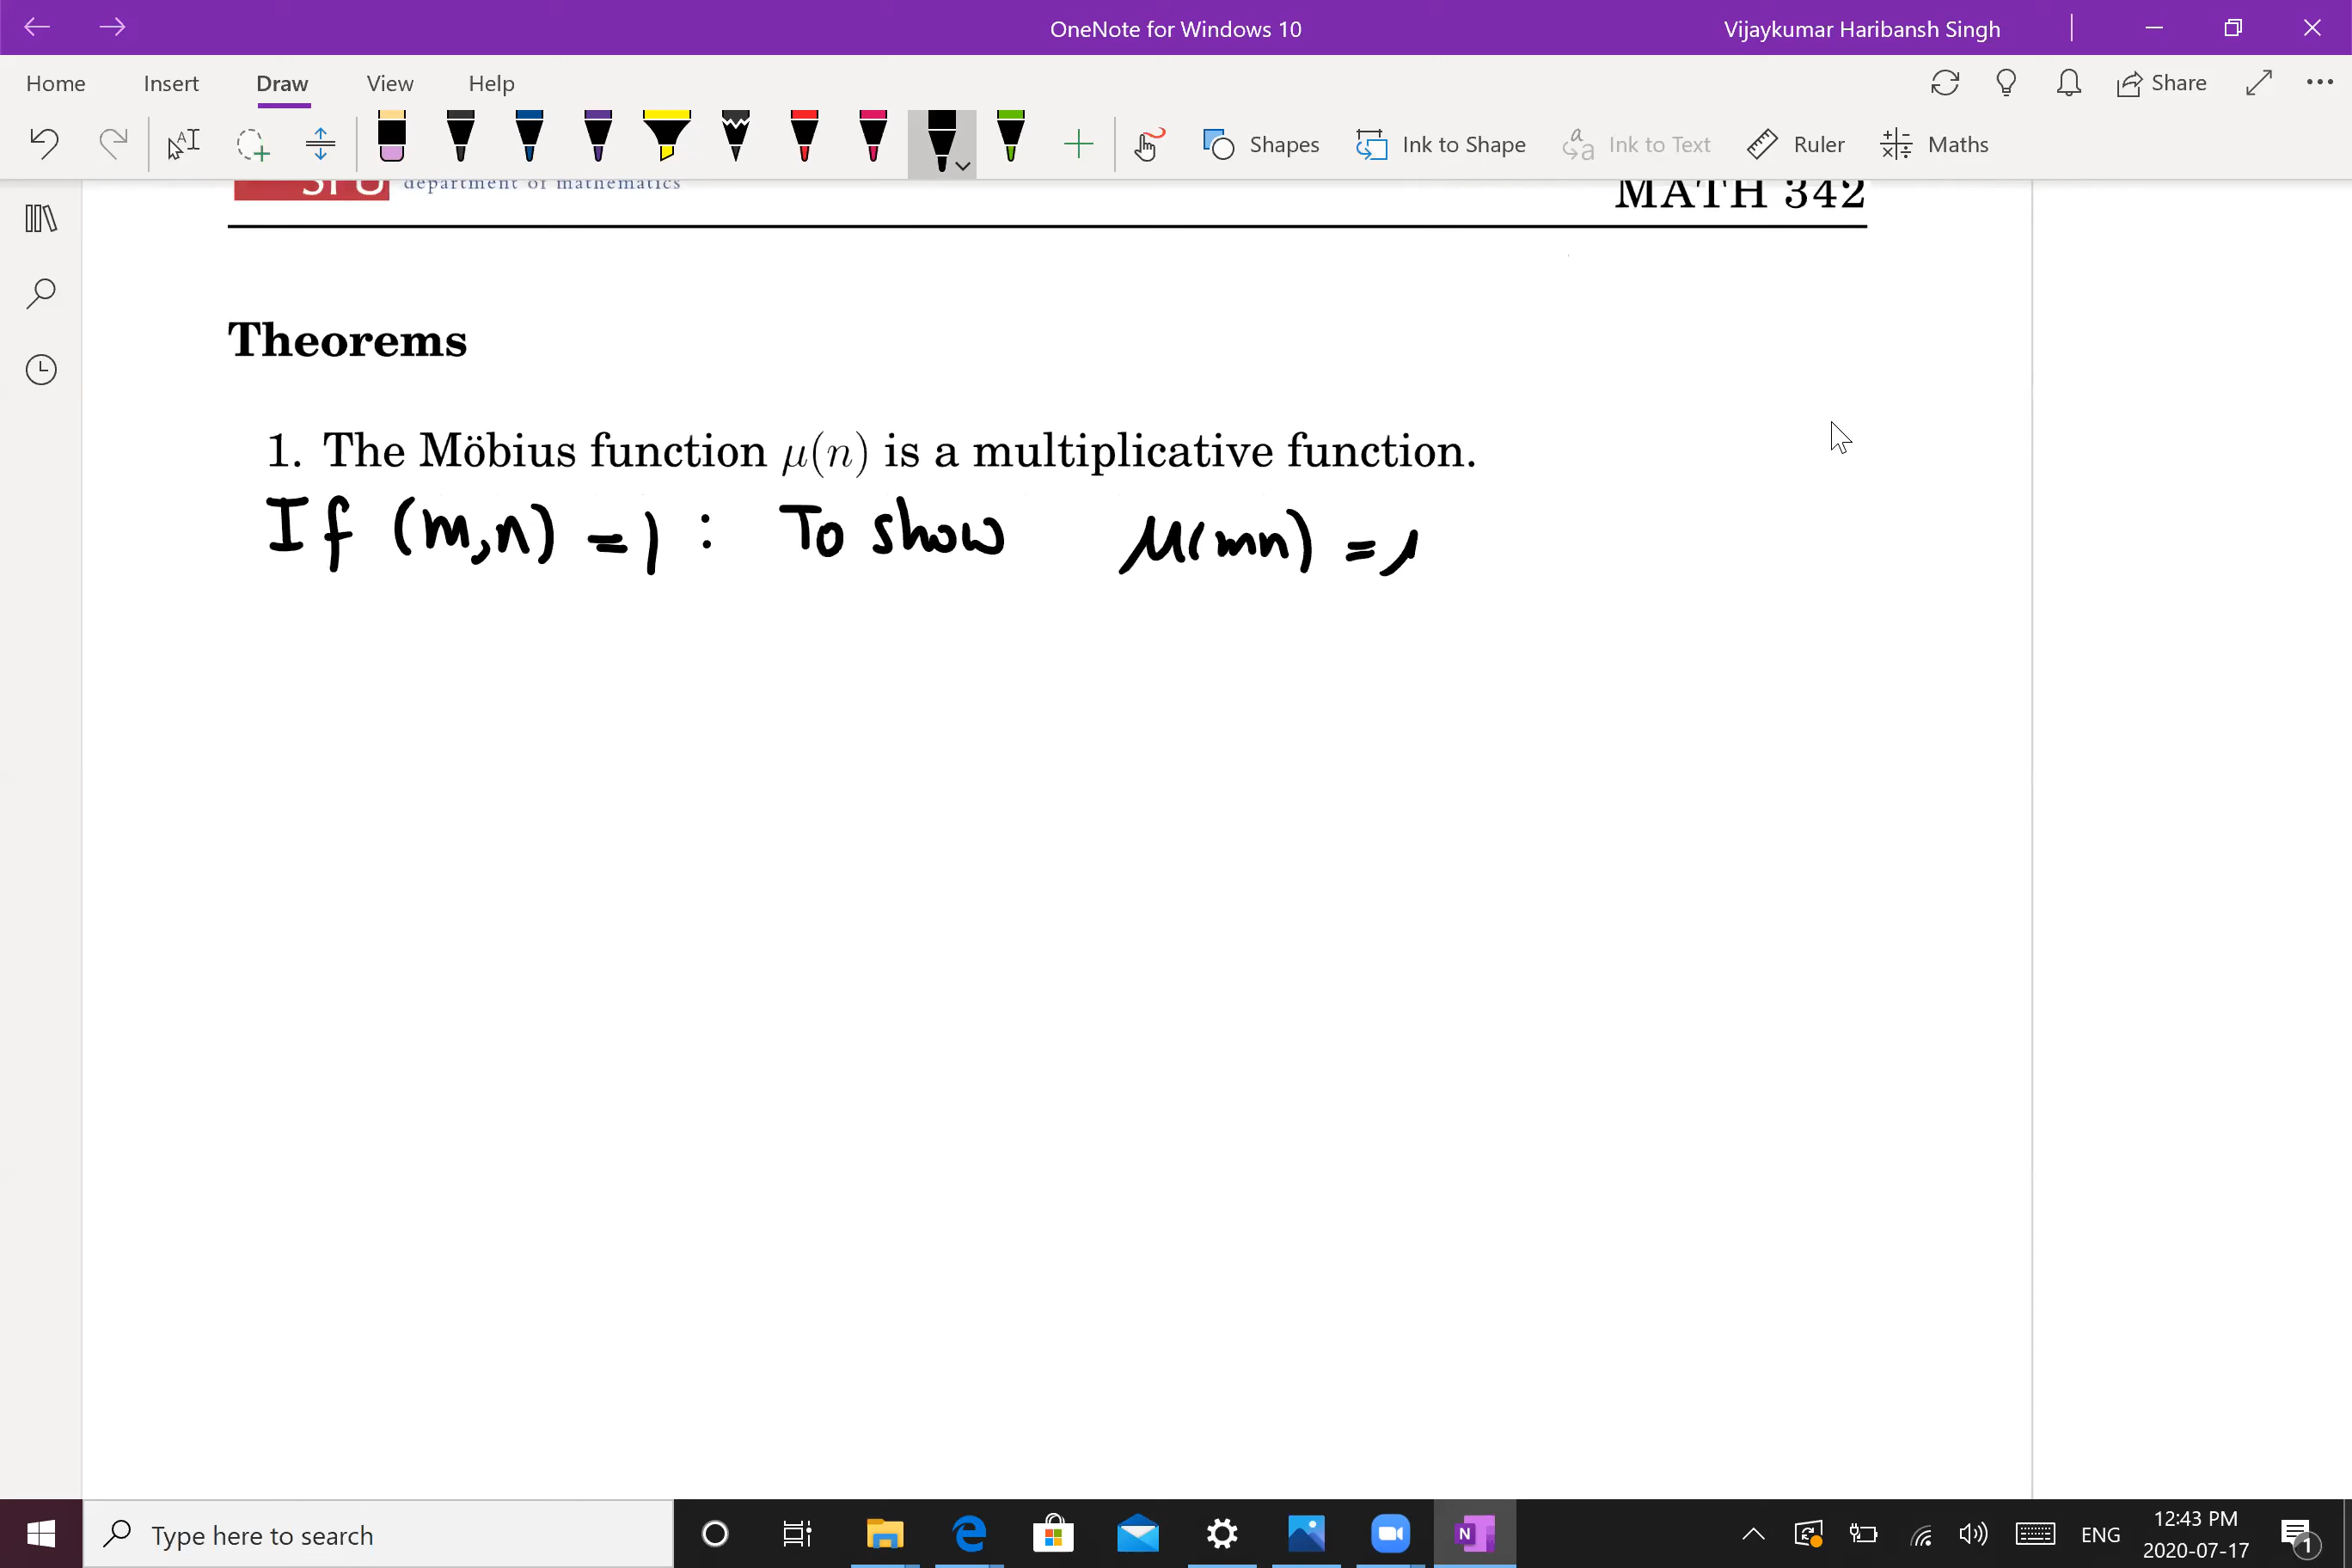 OneNote for Windows 10
Vijaykumar Haribansh Singh
Home Insert Draw View Help Share
Shapes Ink to Shape Ink to Text Ruler Maths
SFU department of mathematics
MATH 342
Theorems
1. The Möbius function μ(n) is a multiplicative function.
If (m,n) = 1 : To show μ(mn) =
Type here to search
N
ENG
12:43 PM
2020-07-17
1